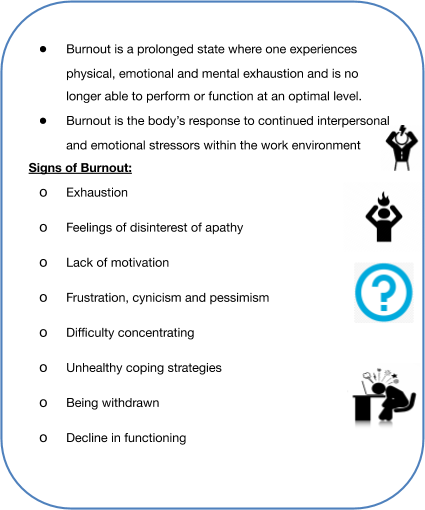 ● Burnout is a prolonged state where one experiences
physical, emotional and mental exhaustion and is no
longer able to perform or function at an optimal level.
● Burnout is the body's response to continued interpersonal
and emotional stressors within the work environment
Signs of Burnout:
o Exhaustion
o Feelings of disinterest of apathy
o Lack of motivation
o Frustration, cynicism and pessimism
o Difficulty concentrating
o Unhealthy coping strategies
o Being withdrawn
o Decline in functioning
?